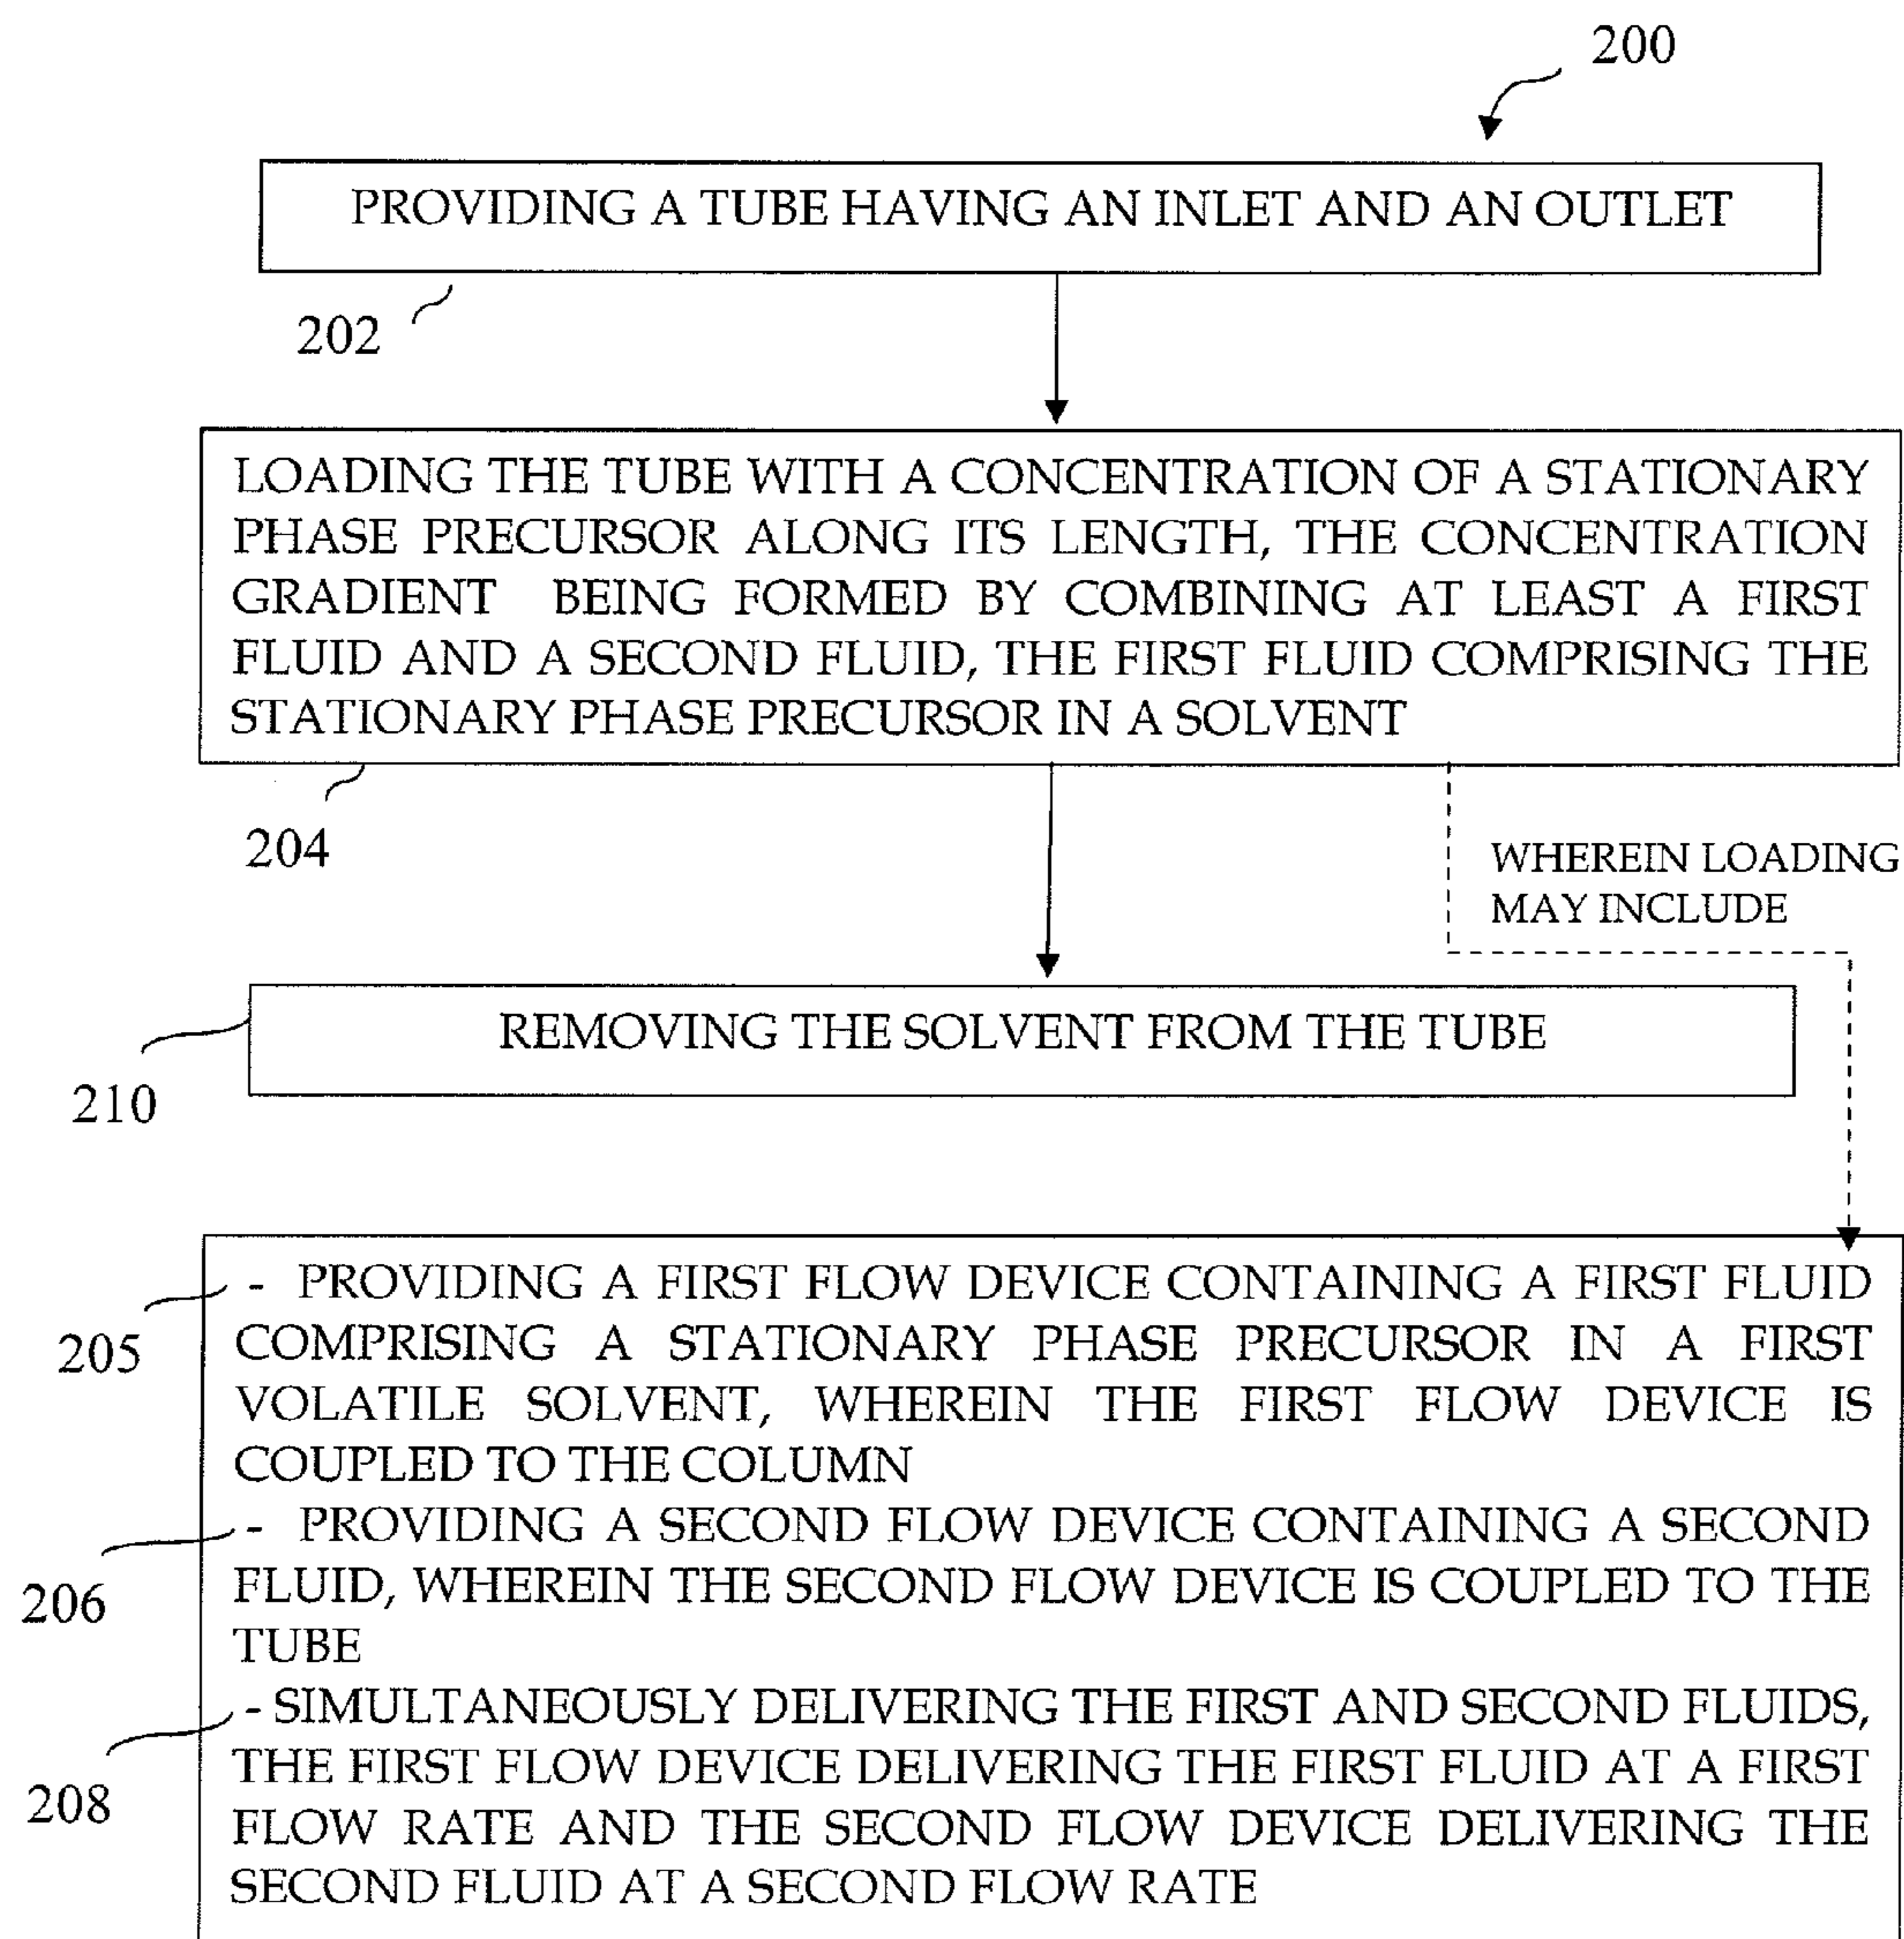 200
PROVIDING A TUBE HAVING AN INLET AND AN OUTLET
202
LOADING THE TUBE WITH A CONCENTRATION OF A STATIONARY
PHASE PRECURSOR ALONG ITS LENGTH, THE CONCENTRATION
GRADIENT BEING FORMED BY COMBINING AT LEAST A FIRST
FLUID AND A SECOND FLUID, THE FIRST FLUID COMPRISING THE
STATIONARY PHASE PRECURSOR IN A SOLVENT
204
WHEREIN LOADING
MAY INCLUDE
REMOVING THE SOLVENT FROM THE TUBE
210
- PROVIDING A FIRST FLOW DEVICE CONTAINING A FIRST FLUID
COMPRISING A STATIONARY PHASE PRECURSOR IN A FIRST
VOLATILE SOLVENT, WHEREIN THE FIRST FLOW DEVICE IS
COUPLED TO THE COLUMN
205
- PROVIDING A SECOND FLOW DEVICE CONTAINING A SECOND
FLUID, WHEREIN THE SECOND FLOW DEVICE IS COUPLED TO THE
TUBE
206
- SIMULTANEOUSLY DELIVERING THE FIRST AND SECOND FLUIDS,
THE FIRST FLOW DEVICE DELIVERING THE FIRST FLUID AT A FIRST
FLOW RATE AND THE SECOND FLOW DEVICE DELIVERING THE
SECOND FLUID AT A SECOND FLOW RATE
208